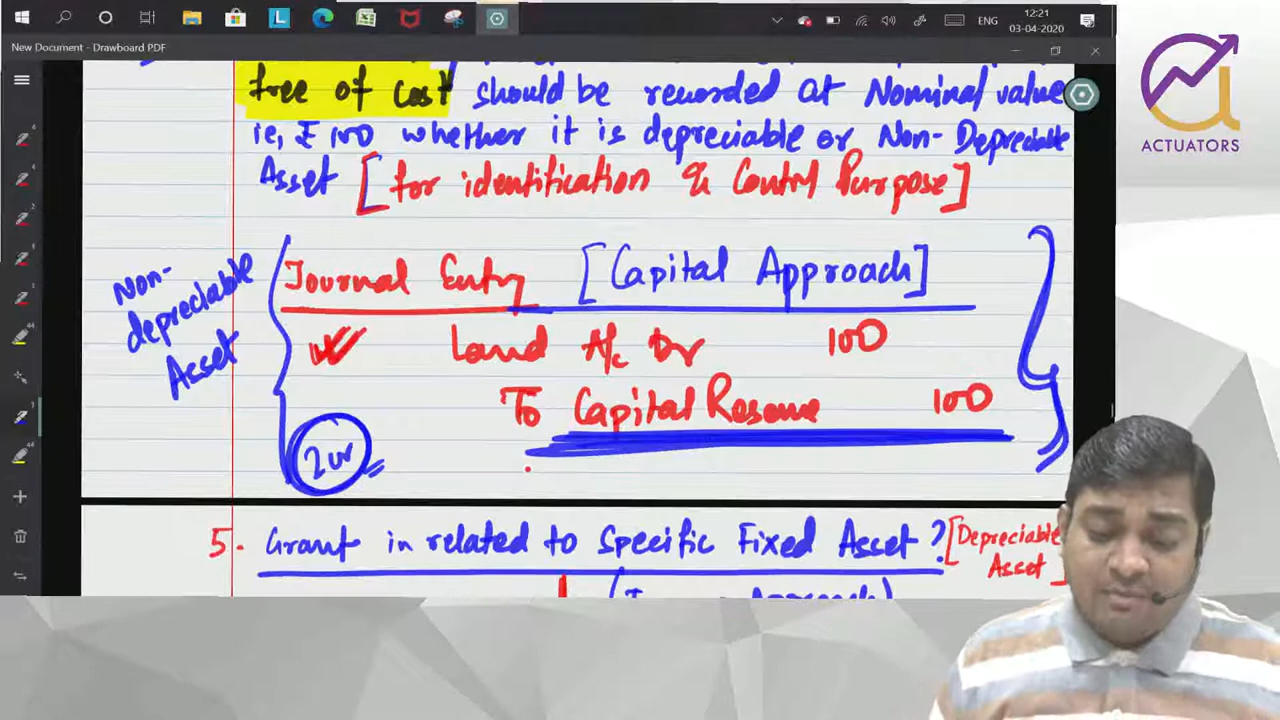 12:21
ENG
03-04-2020
New Document - Drawboard PDF
free of cost should be recorded at Nominal value
ie, ₹ 100 whether it is depreciable or Non-Depreciable
Asset [for identification & Control Purpose]
Non-
depreciable
Asset
Journal Entry [Capital Approach]
Land A/c Dr 100
To Capital Reserve 100
5. Grant in related to Specific Fixed Asset? [Depreciable
Asset]
Approach)
ACTUATORS